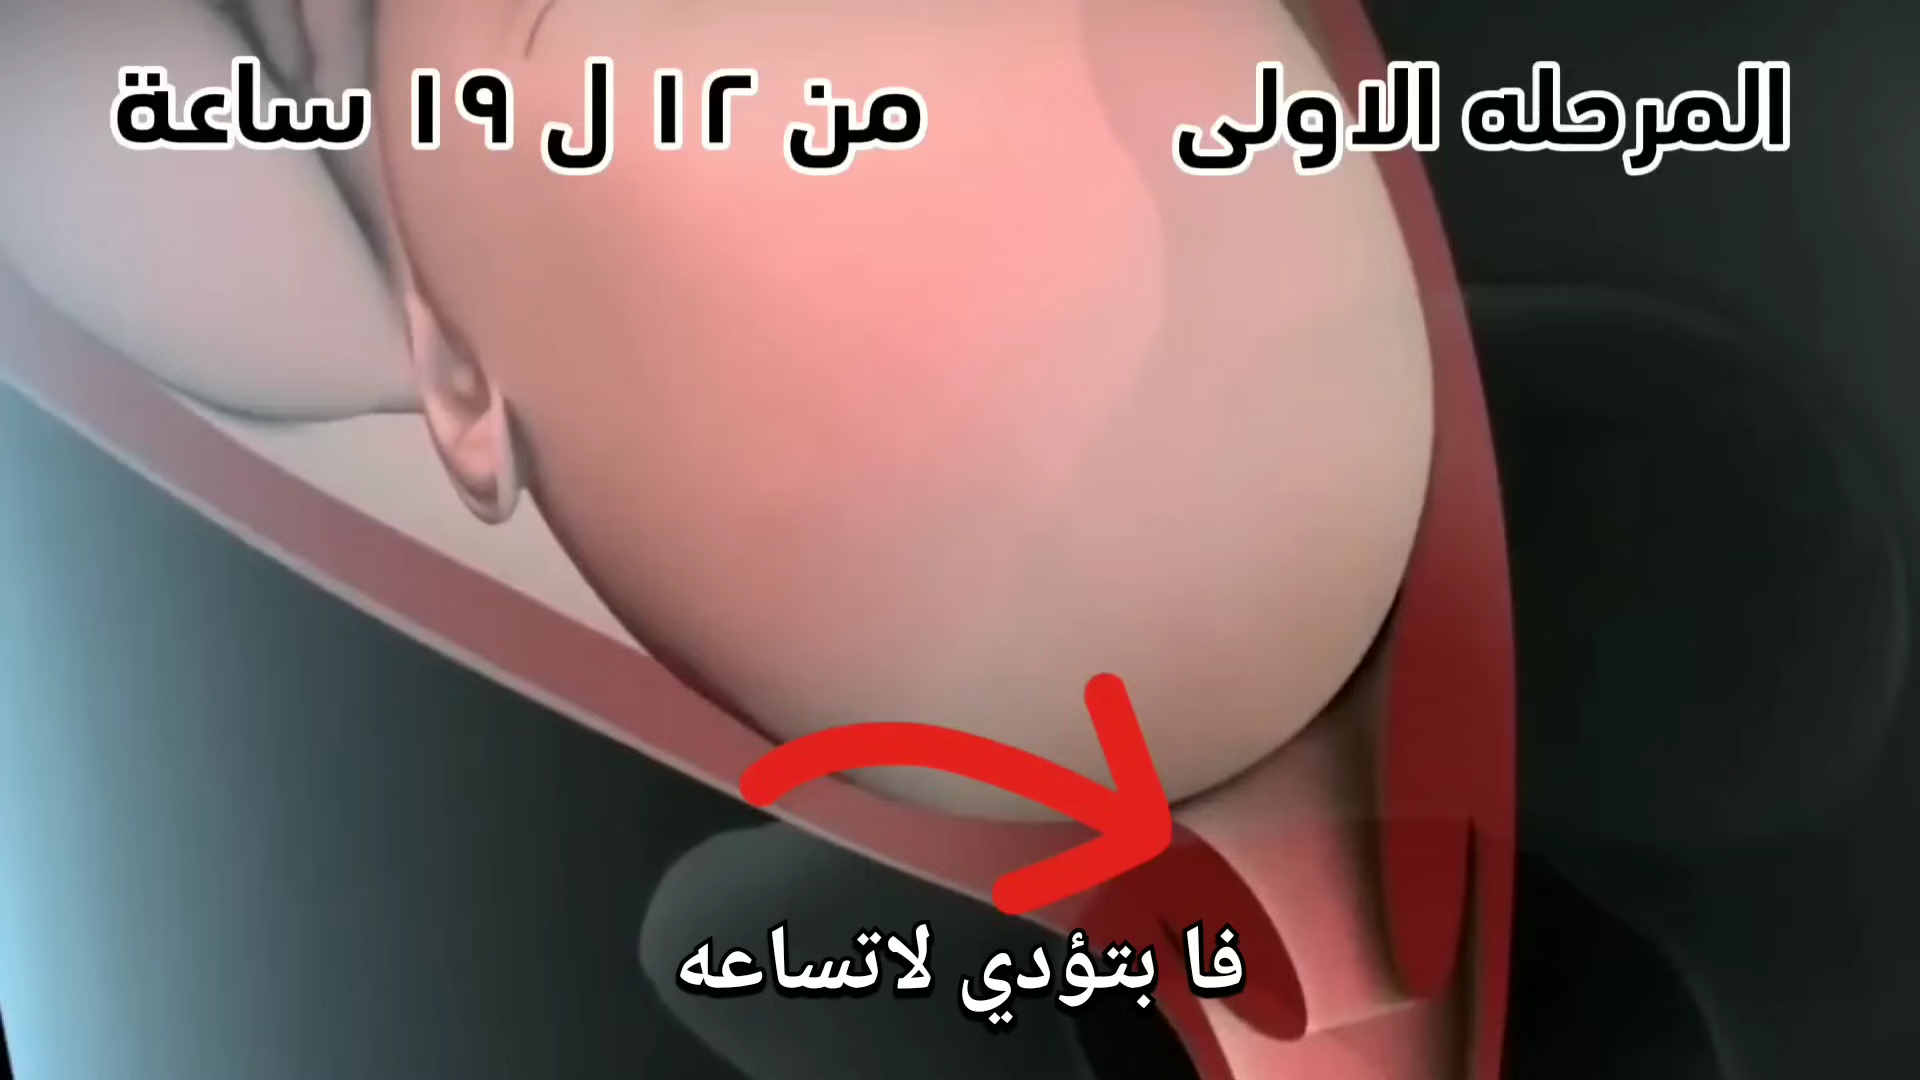 المرحله الاولى
من ١٢ ل ١٩ ساعة
فا بتؤدي لاتساعه